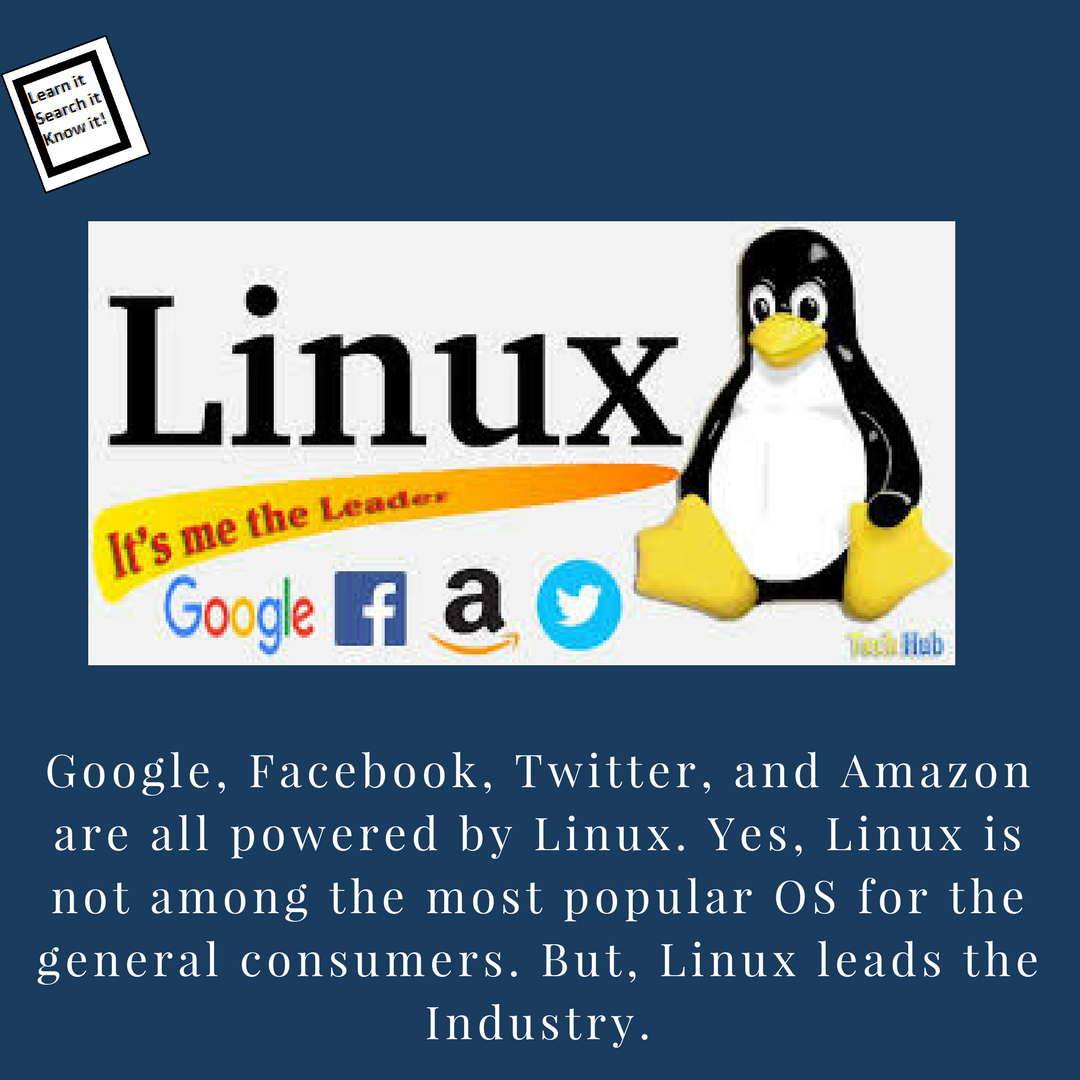 Learn it
Search it
Know it!
Linux
It's me the Leader
Google
f
a
Tech Hub
Google, Facebook, Twitter, and Amazon
are all powered by Linux. Yes, Linux is
not among the most popular OS for the
general consumers. But, Linux leads the
Industry.